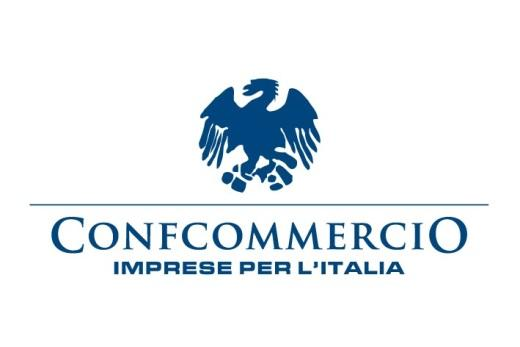 CONFCOMMERCIO
IMPRESE PER L'ITALIA